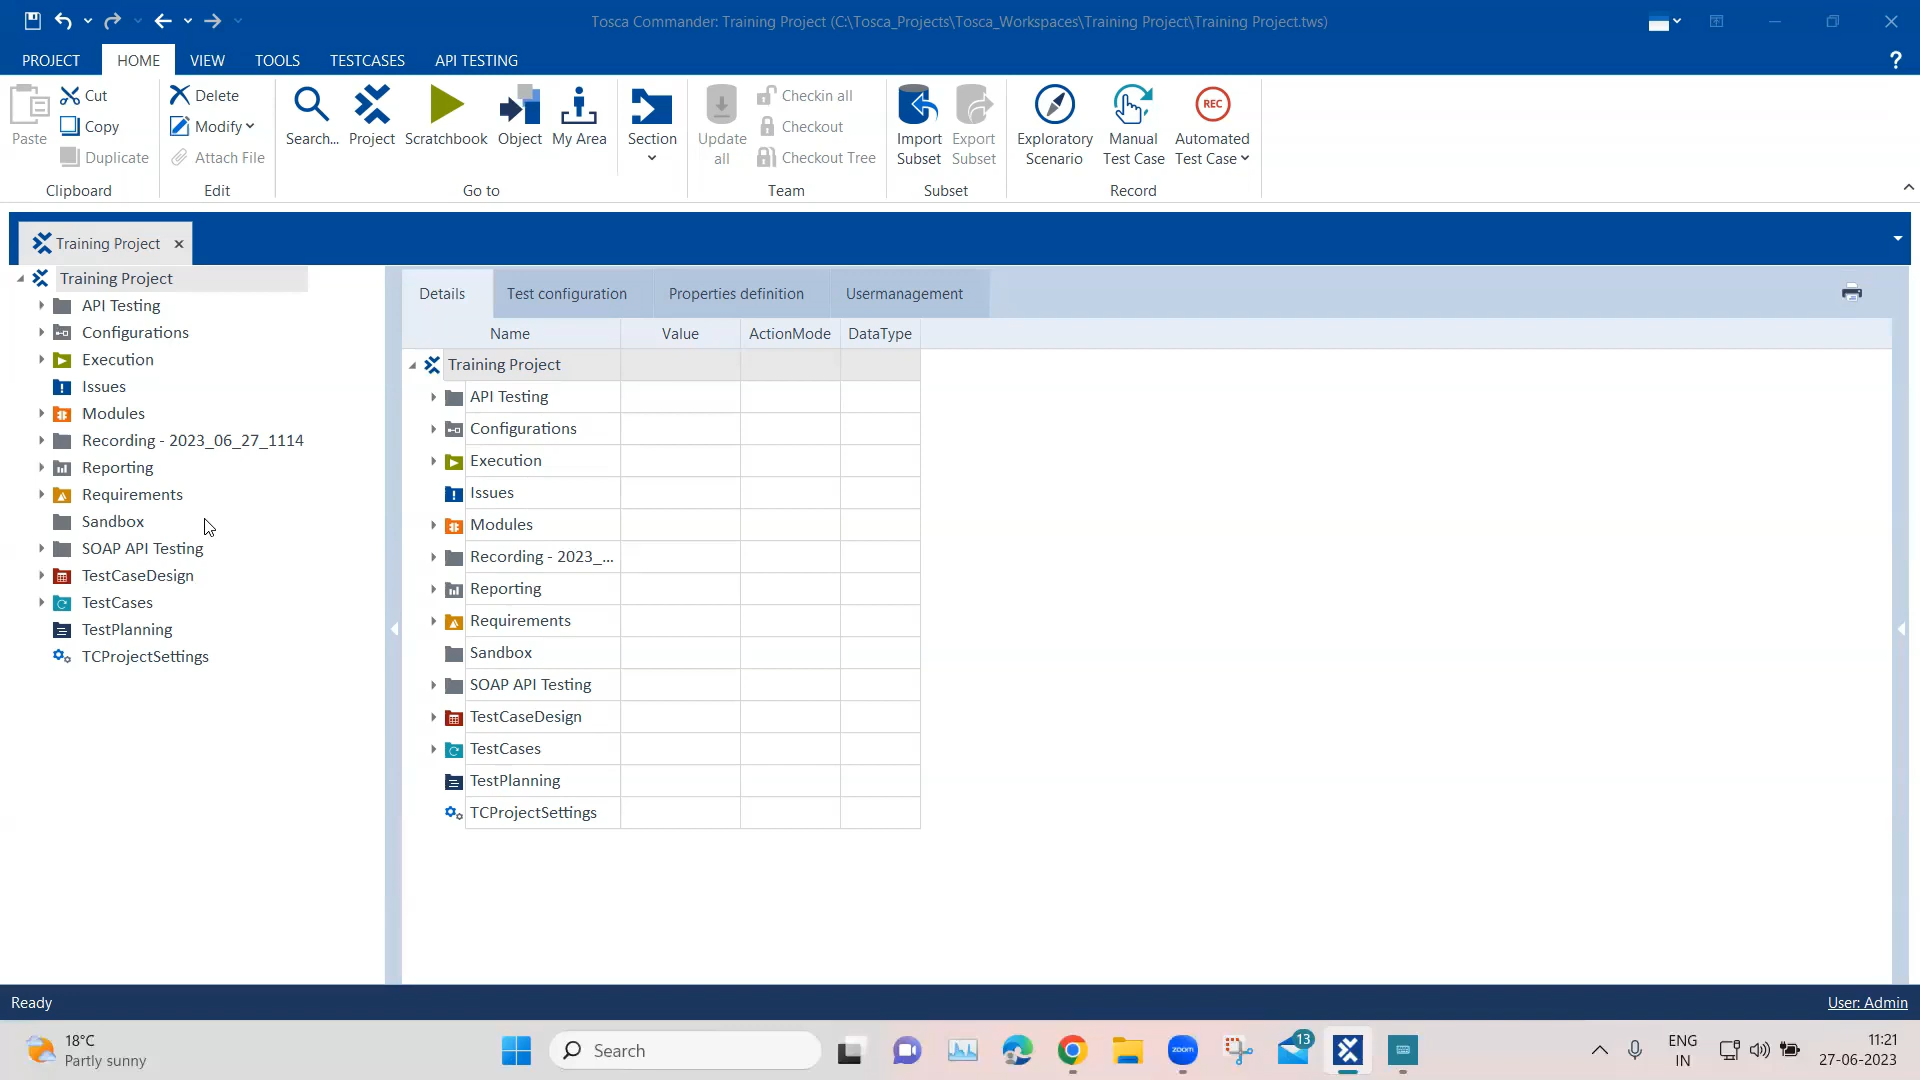 Tosca Commander: Training Project (C:\Tosca_Projects\Tosca_Workspaces\Training Project\Training Project.tws)
PROJECT HOME VIEW TOOLS TESTCASES API TESTING ?
Paste
Cut
Copy
Duplicate
Clipboard
Delete
Modify
Attach File
Edit
Search...
Project
Scratchbook
Object
My Area
Go to
Section
Update
all
Checkin all
Checkout
Checkout Tree
Team
Import
Subset
Export
Subset
Subset
Exploratory
Scenario
Manual
Test Case
REC
Automated
Test Case
Record
Training Project
Training Project
API Testing
Configurations
Execution
Issues
Modules
Recording - 2023_06_27_1114
Reporting
Requirements
Sandbox
SOAP API Testing
TestCaseDesign
TestCases
TestPlanning
TCProjectSettings
Details Test configuration Properties definition Usermanagement
Name Value ActionMode DataType
Training Project
API Testing
Configurations
Execution
Issues
Modules
Recording - 2023_...
Reporting
Requirements
Sandbox
SOAP API Testing
TestCaseDesign
TestCases
TestPlanning
TCProjectSettings
Ready
User: Admin
18°C
Partly sunny
Search
zoom
13
ENG
IN
11:21
27-06-2023